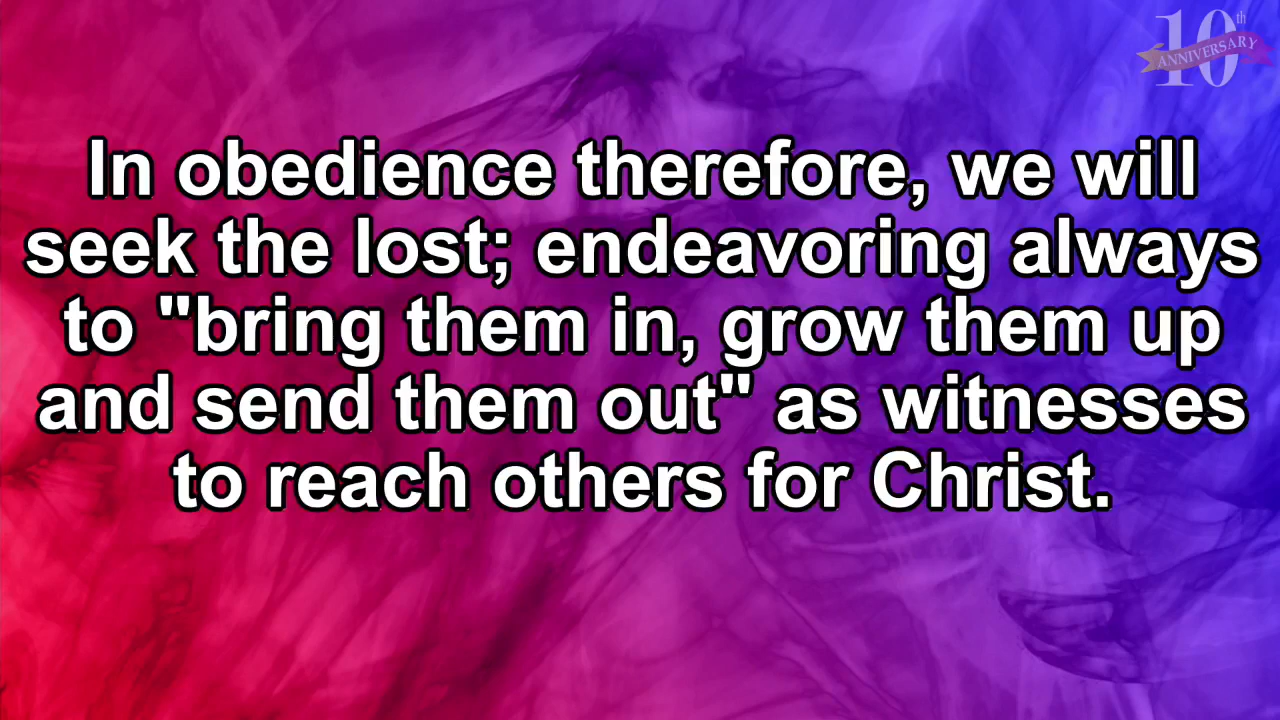 10th
ANNIVERSARY
In obedience therefore, we will
seek the lost; endeavoring always
to "bring them in, grow them up
and send them out" as witnesses
to reach others for Christ.